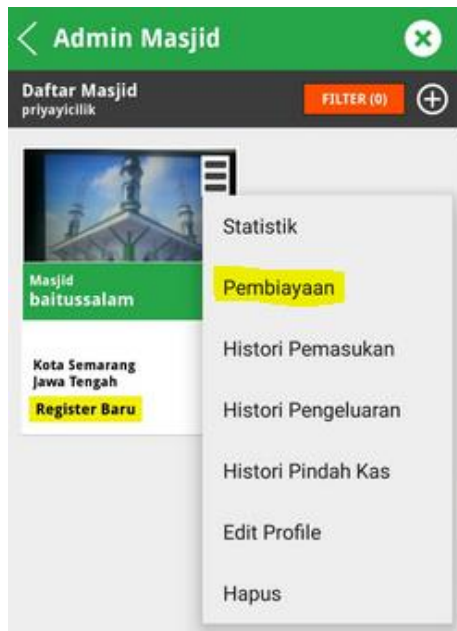 Admin Masjid
Daftar Masjid
priyayicilik
FILTER (0)
Masjid
baitussalam
Kota Semarang
Jawa Tengah
Register Baru
Statistik
Pembiayaan
Histori Pemasukan
Histori Pengeluaran
Histori Pindah Kas
Edit Profile
Hapus